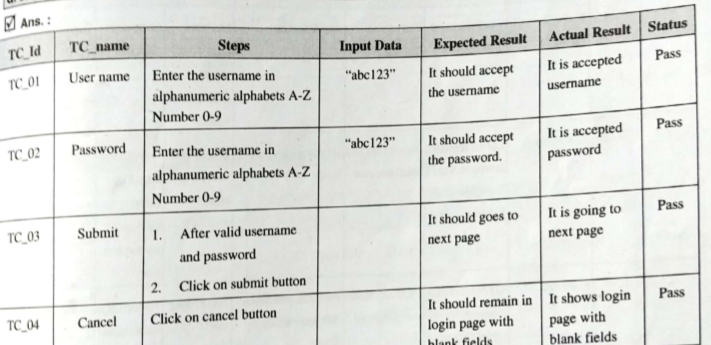 Ans. :
TC_Id TC_name Steps Input Data Expected Result Actual Result Status
TC_01 User name Enter the username in alphanumeric alphabets A-Z Number 0-9 "abc123" It should accept the username It is accepted username Pass
TC_02 Password Enter the username in alphanumeric alphabets A-Z Number 0-9 "abc123" It should accept the password. It is accepted password Pass
TC_03 Submit 1. After valid username and password 2. Click on submit button It should goes to next page It is going to next page Pass
TC_04 Cancel Click on cancel button It should remain in login page with blank fields It shows login page with blank fields Pass